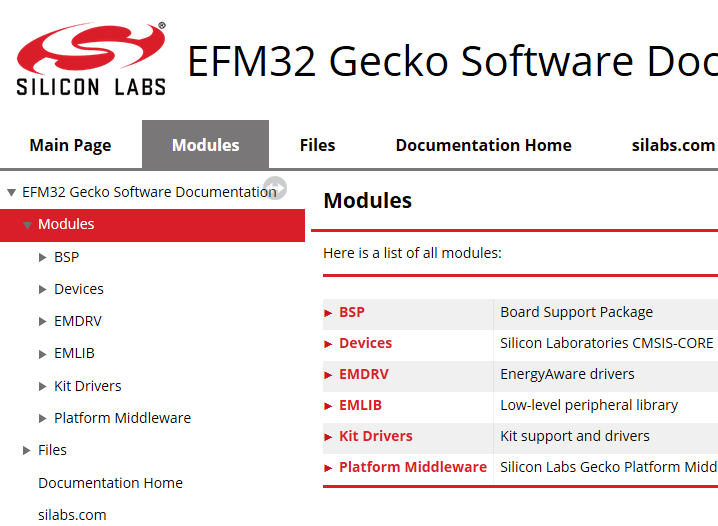 SILICON LABS
®
EFM32 Gecko Software Doc
Main Page
Modules
Files
Documentation Home
silabs.com
EFM32 Gecko Software Documentation
Modules
BSP
Devices
EMDRV
EMLIB
Kit Drivers
Platform Middleware
Files
Documentation Home
silabs.com
Modules
Here is a list of all modules:
BSP Board Support Package
Devices Silicon Laboratories CMSIS-CORE
EMDRV EnergyAware drivers
EMLIB Low-level peripheral library
Kit Drivers Kit support and drivers
Platform Middleware Silicon Labs Gecko Platform Midd